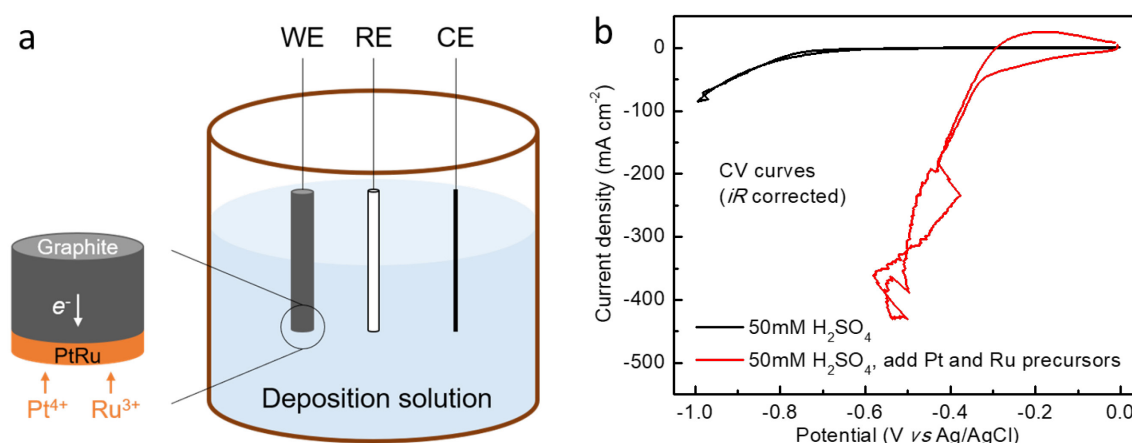 a
WE RE CE
Graphite
e-
PtRu
Pt4+ Ru3+
Deposition solution
b
Current density (mA cm-2)
0
-100
-200
-300
-400
-500
CV curves
(iR corrected)
50mM H2SO4
50mM H2SO4, add Pt and Ru precursors
-1.0 -0.8 -0.6 -0.4 -0.2 0.0
Potential (V vs Ag/AgCl)